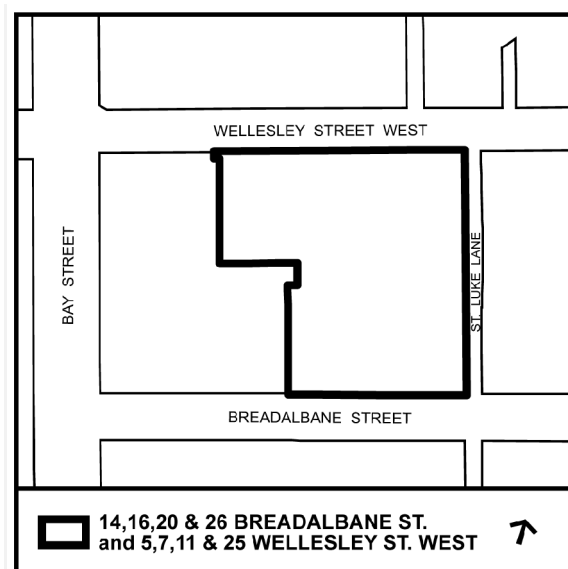 WELLESLEY STREET WEST
BAY STREET
ST. LUKE LANE
BREADALBANE STREET
14,16,20 & 26 BREADALBANE ST.
and 5,7,11 & 25 WELLESLEY ST. WEST